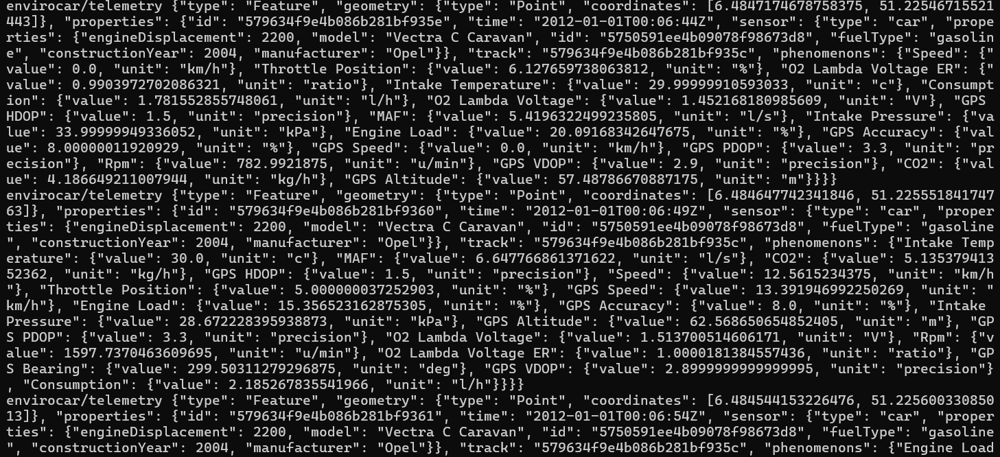 envirocar/telemetry {"type": "Feature", "geometry": {"type": "Point", "coordinates": [6.4847174678758375, 51.22546715521
443]}, "properties": {"id": "579634f9e4b086b281bf935e", "time": "2012-01-01T00:06:44Z", "sensor": {"type": "car", "prope
rties": {"engineDisplacement": 2200, "model": "Vectra C Caravan", "id": "5750591ee4b09078f98673d8", "fuelType": "gasolin
e", "constructionYear": 2004, "manufacturer": "Opel"}}, "track": "579634f9e4b086b281bf935c", "phenomenons": {"Speed": {"
value": 0.0, "unit": "km/h"}, "Throttle Position": {"value": 6.127659738063812, "unit": "%"}, "O2 Lambda Voltage ER": {"
value": 0.9903972702086321, "unit": "ratio"}, "Intake Temperature": {"value": 29.99999910593033, "unit": "c"}, "Consumpt
ion": {"value": 1.781552855748061, "unit": "l/h"}, "O2 Lambda Voltage": {"value": 1.452168180985609, "unit": "V"}, "GPS
HDOP": {"value": 1.5, "unit": "precision"}, "MAF": {"value": 5.4196322499235805, "unit": "l/s"}, "Intake Pressure": {"va
lue": 33.99999949336052, "unit": "kPa"}, "Engine Load": {"value": 20.09168342647675, "unit": "%"}, "GPS Accuracy": {"val
ue": 8.00000011920929, "unit": "%"}, "GPS Speed": {"value": 0.0, "unit": "km/h"}, "GPS PDOP": {"value": 3.3, "unit": "pr
ecision"}, "Rpm": {"value": 782.9921875, "unit": "u/min"}, "GPS VDOP": {"value": 2.9, "unit": "precision"}, "CO2": {"val
ue": 4.186649211007944, "unit": "kg/h"}, "GPS Altitude": {"value": 57.48786670887175, "unit": "m"}}}}
envirocar/telemetry {"type": "Feature", "geometry": {"type": "Point", "coordinates": [6.484647742341846, 51.225551841747
63]}, "properties": {"id": "579634f9e4b086b281bf9360", "time": "2012-01-01T00:06:49Z", "sensor": {"type": "car", "proper
ties": {"engineDisplacement": 2200, "model": "Vectra C Caravan", "id": "5750591ee4b09078f98673d8", "fuelType": "gasoline
", "constructionYear": 2004, "manufacturer": "Opel"}}, "track": "579634f9e4b086b281bf935c", "phenomenons": {"Intake Temp
erature": {"value": 30.0, "unit": "c"}, "MAF": {"value": 6.647766861371622, "unit": "l/s"}, "CO2": {"value": 5.135379413
52362, "unit": "kg/h"}, "GPS HDOP": {"value": 1.5, "unit": "precision"}, "Speed": {"value": 12.5615234375, "unit": "km/h
"}, "Throttle Position": {"value": 5.000000037252903, "unit": "%"}, "GPS Speed": {"value": 13.391946992250269, "unit": "
km/h"}, "Engine Load": {"value": 15.356523162875305, "unit": "%"}, "GPS Accuracy": {"value": 8.0, "unit": "%"}, "Intake
Pressure": {"value": 28.672228395938873, "unit": "kPa"}, "GPS Altitude": {"value": 62.568650654852405, "unit": "m"}, "GP
S PDOP": {"value": 3.3, "unit": "precision"}, "O2 Lambda Voltage": {"value": 1.513700514606171, "unit": "V"}, "Rpm": {"v
alue": 1597.7370463609695, "unit": "u/min"}, "O2 Lambda Voltage ER": {"value": 1.0000181384557436, "unit": "ratio"}, "GP
S Bearing": {"value": 299.50311279296875, "unit": "deg"}, "GPS VDOP": {"value": 2.8999999999999995, "unit": "precision"}
, "Consumption": {"value": 2.185267835541966, "unit": "l/h"}}}}
envirocar/telemetry {"type": "Feature", "geometry": {"type": "Point", "coordinates": [6.484544153226476, 51.225600330850
13]}, "properties": {"id": "579634f9e4b086b281bf9361", "time": "2012-01-01T00:06:54Z", "sensor": {"type": "car", "proper
ties": {"engineDisplacement": 2200, "model": "Vectra C Caravan", "id": "5750591ee4b09078f98673d8", "fuelType": "gasoline
", "constructionYear": 2004, "manufacturer": "Opel"}}, "track": "579634f9e4b086b281bf935c", "phenomenons": {"Engine Load